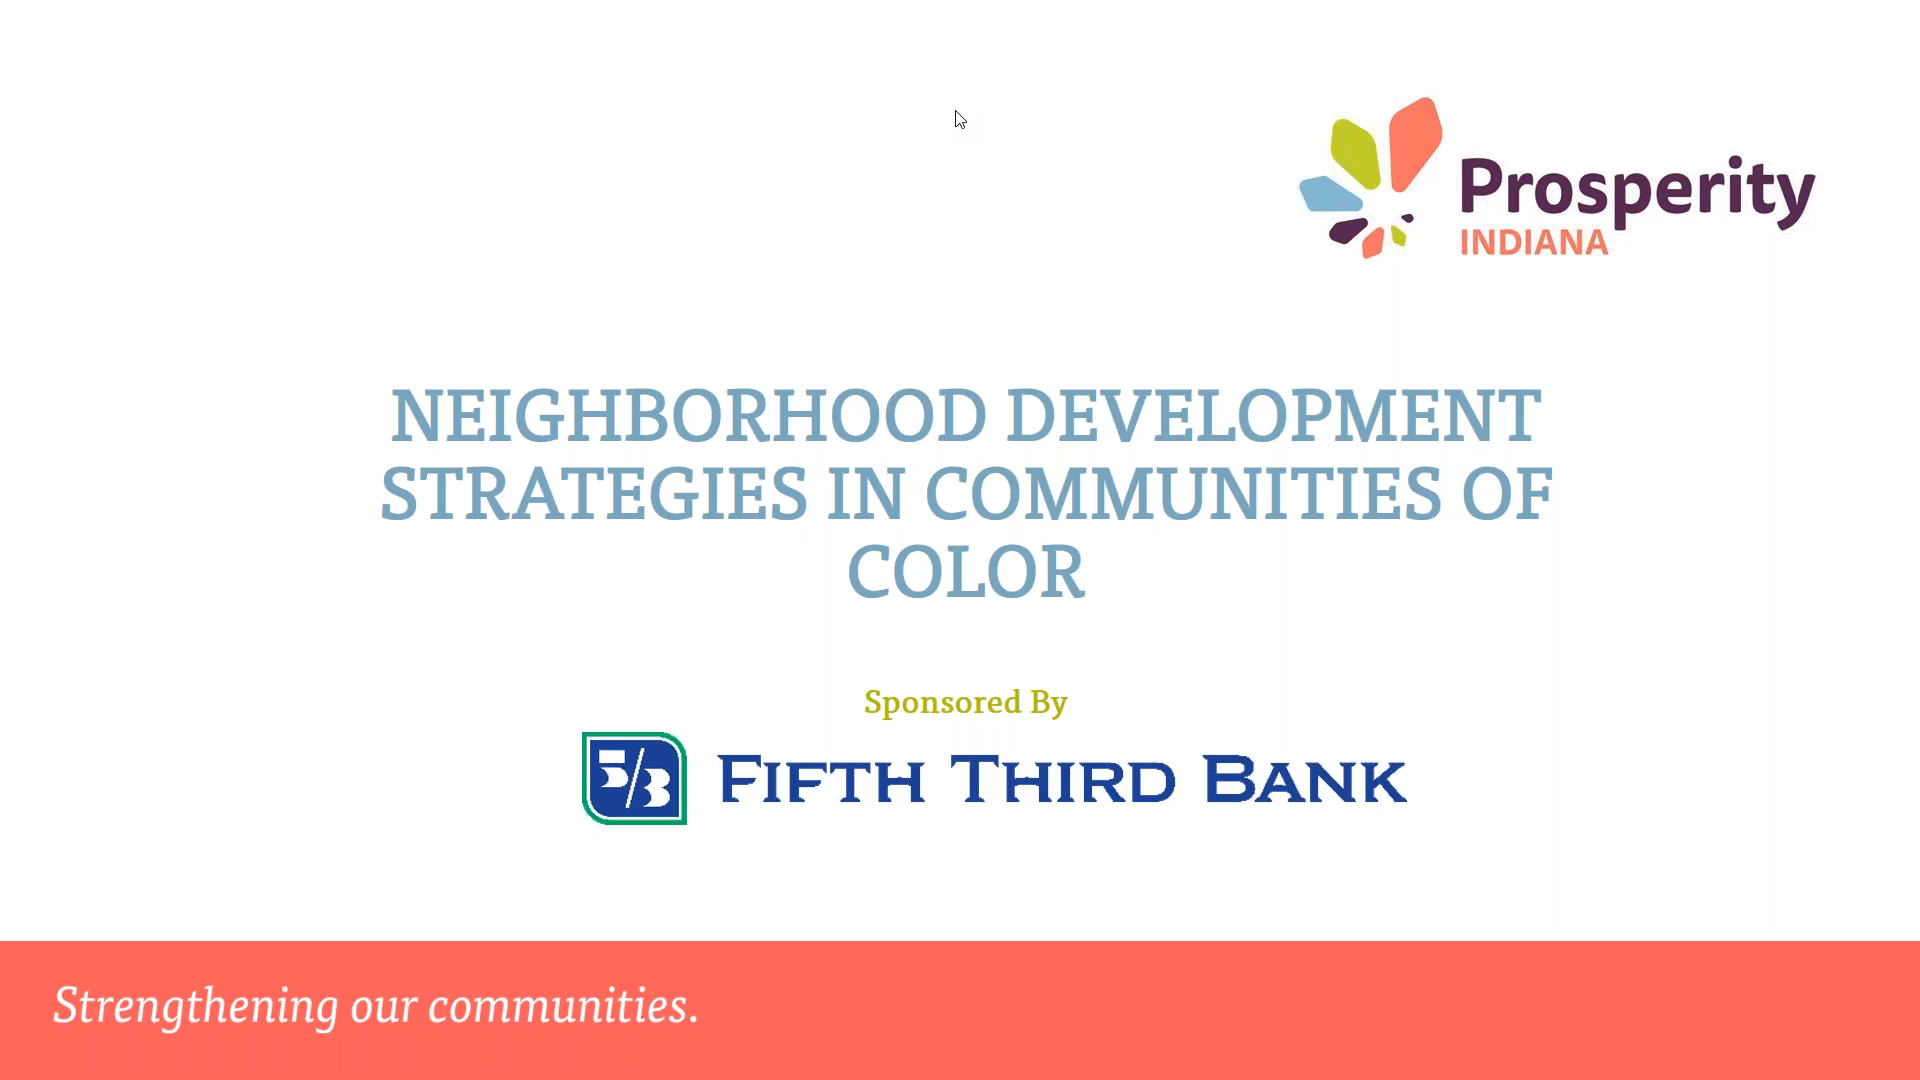 Prosperity
INDIANA
NEIGHBORHOOD DEVELOPMENT
STRATEGIES IN COMMUNITIES OF
COLOR
Sponsored By
5/3 FIFTH THIRD BANK
Strengthening our communities.